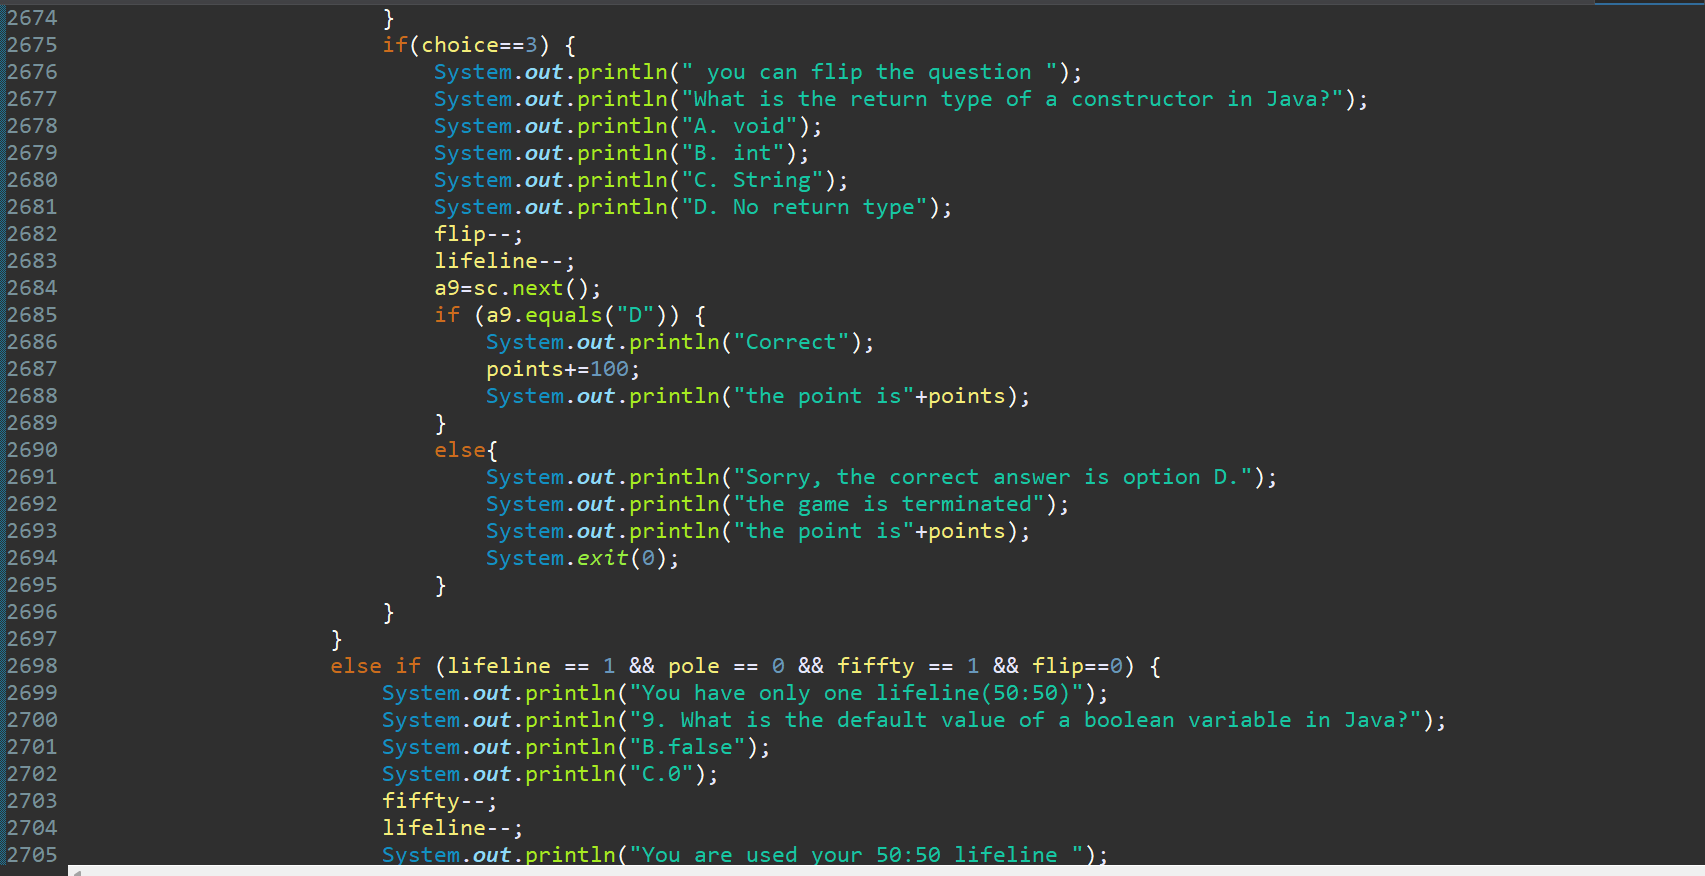 2674 }
2675 if(choice==3) {
2676 System.out.println(" you can flip the question ");
2677 System.out.println("What is the return type of a constructor in Java?");
2678 System.out.println("A. void");
2679 System.out.println("B. int");
2680 System.out.println("C. String");
2681 System.out.println("D. No return type");
2682 flip--;
2683 lifeline--;
2684 a9=sc.next();
2685 if (a9.equals("D")) {
2686 System.out.println("Correct");
2687 points+=100;
2688 System.out.println("the point is"+points);
2689 }
2690 else{
2691 System.out.println("Sorry, the correct answer is option D.");
2692 System.out.println("the game is terminated");
2693 System.out.println("the point is"+points);
2694 System.exit(0);
2695 }
2696 }
2697 }
2698 else if (lifeline == 1 && pole == 0 && fiffty == 1 && flip==0) {
2699 System.out.println("You have only one lifeline(50:50)");
2700 System.out.println("9. What is the default value of a boolean variable in Java?");
2701 System.out.println("B.false");
2702 System.out.println("C.0");
2703 fiffty--;
2704 lifeline--;
2705 System.out.println("You are used your 50:50 lifeline ");